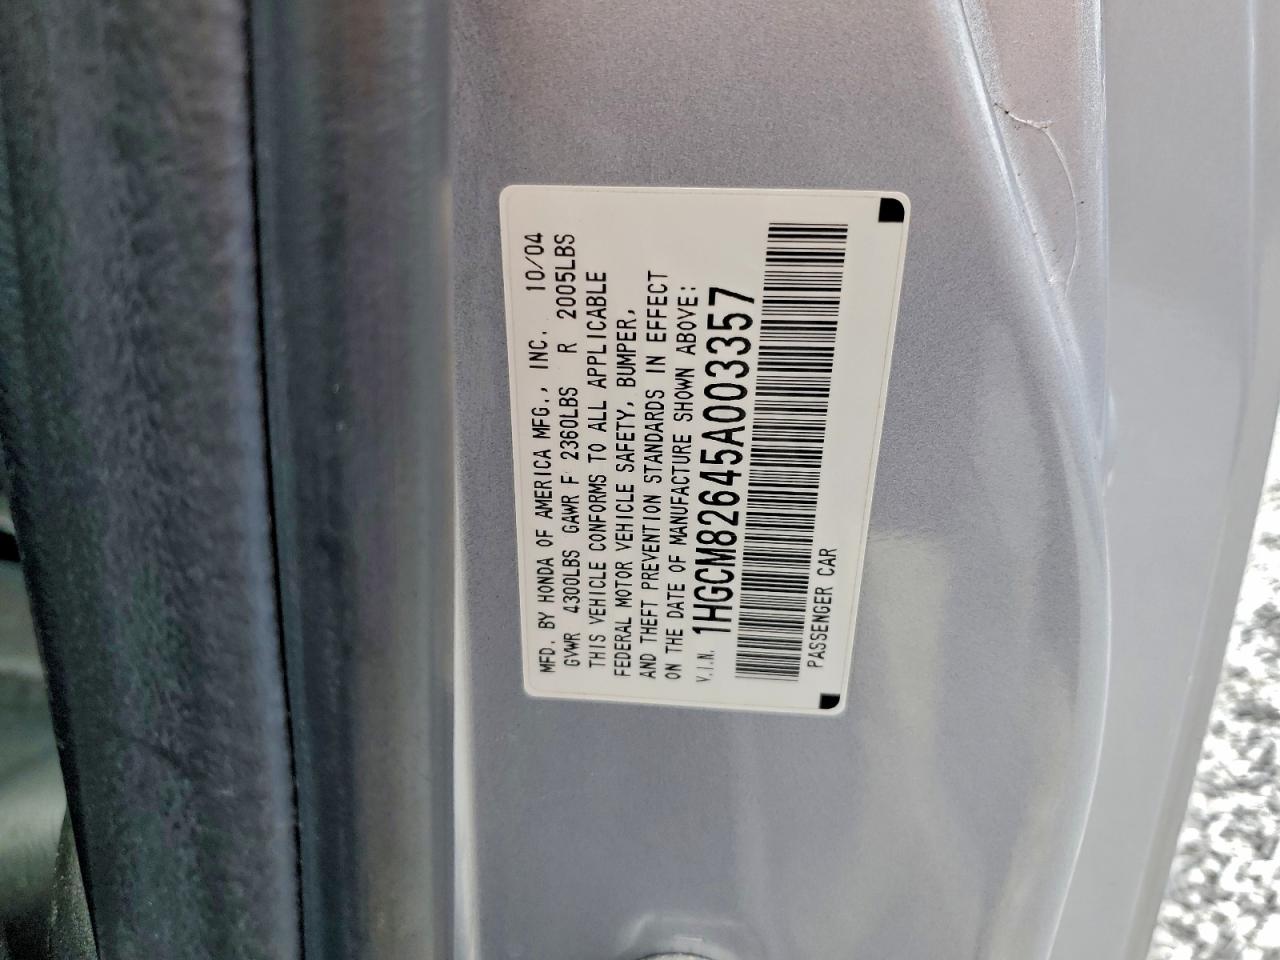 MFD. BY HONDA OF AMERICA MFG., INC. 10/04
GVWR 4300LBS GAWR F 2360LBS R 2005LBS
THIS VEHICLE CONFORMS TO ALL APPLICABLE
FEDERAL MOTOR VEHICLE SAFETY, BUMPER,
AND THEFT PREVENTION STANDARDS IN EFFECT
ON THE DATE OF MANUFACTURE SHOWN ABOVE:
V.I.N. 1HGCM82645A003357
PASSENGER CAR